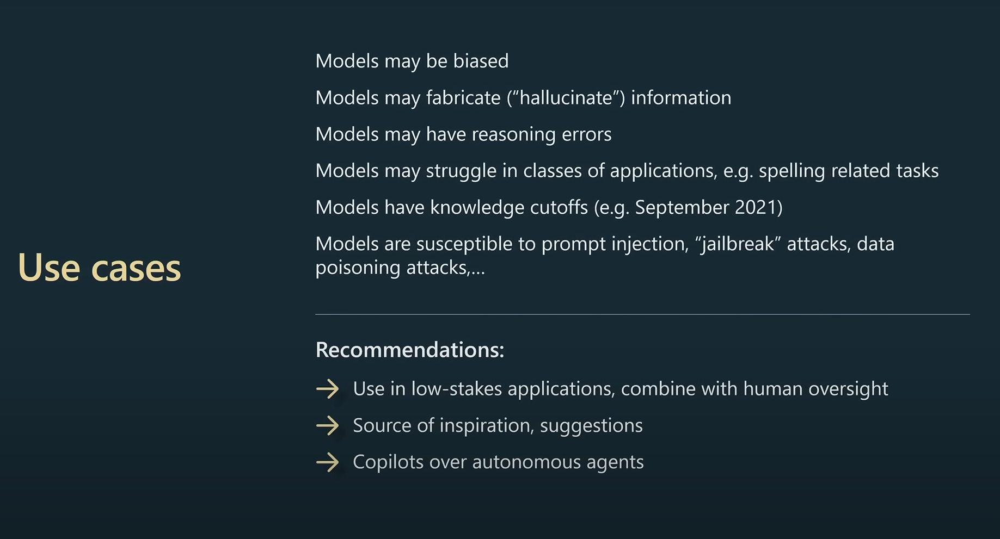 Use cases
Models may be biased
Models may fabricate (“hallucinate”) information
Models may have reasoning errors
Models may struggle in classes of applications, e.g. spelling related tasks
Models have knowledge cutoffs (e.g. September 2021)
Models are susceptible to prompt injection, “jailbreak” attacks, data
poisoning attacks,...
Recommendations:
→ Use in low-stakes applications, combine with human oversight
→ Source of inspiration, suggestions
→ Copilots over autonomous agents